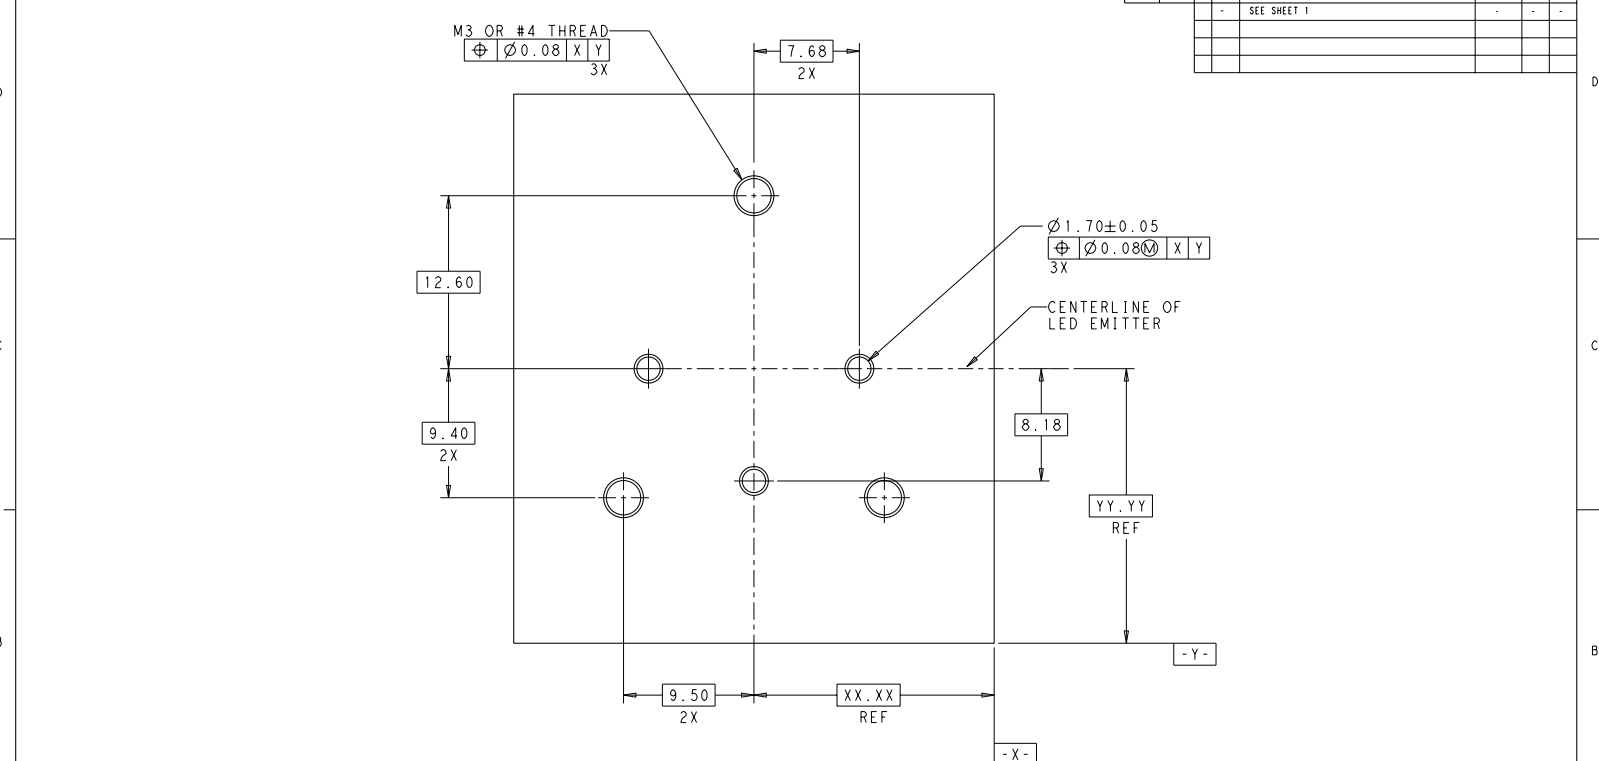 - SEE SHEET 1 - - -
M3 OR #4 THREAD
⌖ Ø0.08 X Y
3X
7.68
2X
D
12.60
Ø1.70±0.05
⌖ Ø0.08Ⓜ X Y
3X
CENTERLINE OF
LED EMITTER
C
9.40
2X
8.18
YY.YY
REF
B
-Y-
9.50
2X
XX.XX
REF
-X-